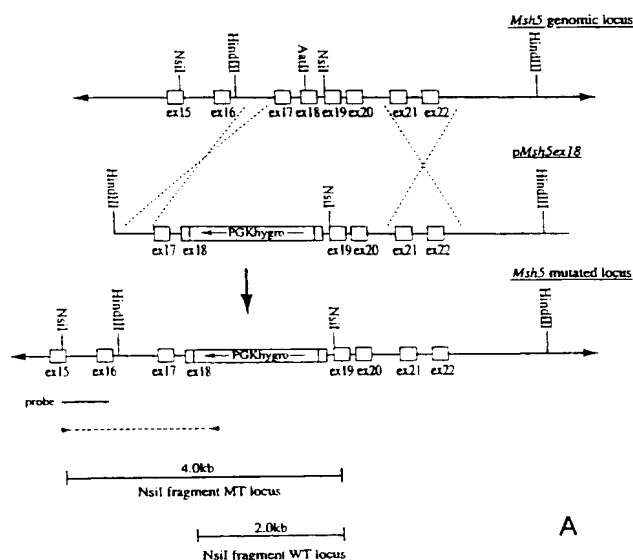 Msh5 genomic locus
NsiI
HindIII
AatII
NsiI
HindIII
ex15 ex16 ex17 ex18 ex19 ex20 ex21 ex22
pMsh5ex18
HindIII
NsiI
HindIII
PGKhygro
ex17 ex18 ex19 ex20 ex21 ex22
Msh5 mutated locus
NsiI
HindIII
NsiI
HindIII
PGKhygro
ex15 ex16 ex17 ex18 ex19 ex20 ex21 ex22
probe
4.0kb
NsiI fragment MT locus
2.0kb
NsiI fragment WT locus
A